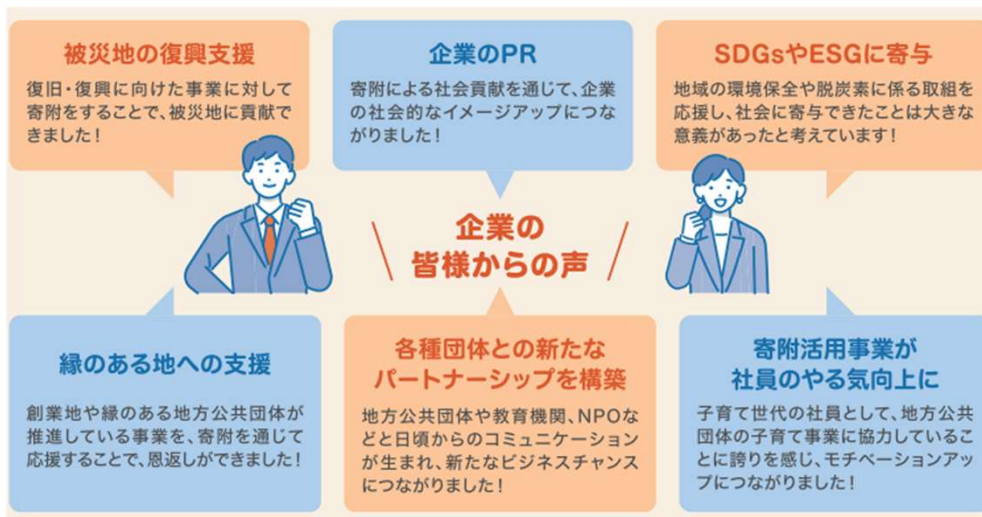 被災地の復興支援
復旧・復興に向けた事業に対して
寄附をすることで、被災地に貢献で
きました!
企業のPR
寄附による社会貢献を通じて、企業
の社会的なイメージアップにつな
がりました!
SDGsやESGに寄与
地域の環境保全や脱炭素に係る取組を
応援し、社会に寄与できたことは大きな
意義があったと考えています!
企業の
皆様からの声
縁のある地への支援
創業地や縁のある地方公共団体が
推進している事業を、寄附を通じて
応援することで、恩返しができました!
各種団体との新たな
パートナーシップを構築
地方公共団体や教育機関、NPOな
どと日頃からのコミュニケーション
が生まれ、新たなビジネスチャンス
につながりました!
寄附活用事業が
社員のやる気向上に
子育て世代の社員として、地方公共
団体の子育て事業に協力しているこ
とに誇りを感じ、モチベーションアッ
プにつながりました!